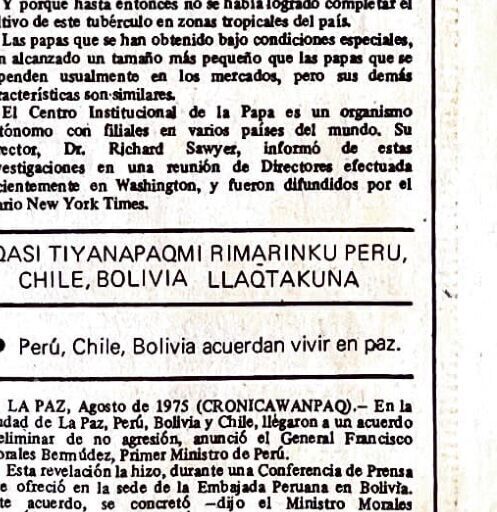 Y porque hasta entonces no se había logrado completar el
ltivo de este tubérculo en zonas tropicales del país.
Las papas que se han obtenido bajo condiciones especiales,
n alcanzado un tamaño más pequeño que las papas que se
penden usualmente en los mercados, pero sus demás
racterísticas son similares.
El Centro Institucional de la Papa es un organismo
tónomo con filiales en varios países del mundo. Su
rector, Dr. Richard Sawyer, informó de estas
vestigaciones en una reunión de Directores efectuada
cientemente en Washington, y fueron difundidos por el
ario New York Times.
QASI TIYANAPAQMI RIMARINKU PERU,
CHILE, BOLIVIA LLAQTAKUNA
Perú, Chile, Bolivia acuerdan vivir en paz.
LA PAZ, Agosto de 1975 (CRONICAWANPAQ).— En la
udad de La Paz, Perú, Bolivia y Chile, llegaron a un acuerdo
eliminar de no agresión, anunció el General Francisco
orales Bermúdez, Primer Ministro de Perú.
Esta revelación la hizo, durante una Conferencia de Prensa
e ofreció en la sede de la Embajada Peruana en Bolivia.
te acuerdo, se concretó —dijo el Ministro Morales